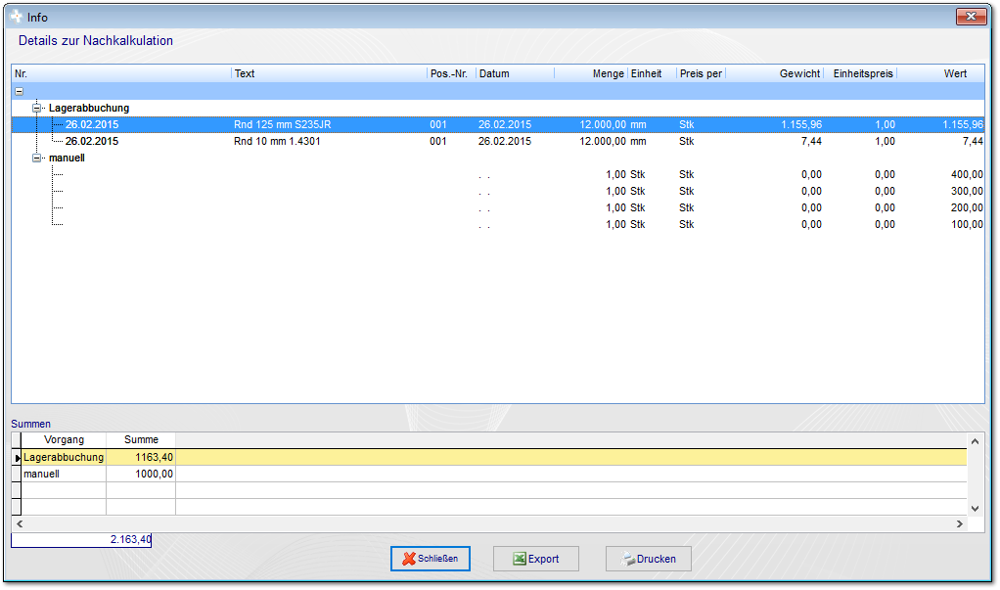 Info
Details zur Nachkalkulation
Nr. Text Pos.-Nr. Datum Menge Einheit Preis per Gewicht Einheitspreis Wert
Lagerabbuchung
26.02.2015 Rnd 125 mm S235JR 001 26.02.2015 12.000,00 mm Stk 1.155,96 1,00 1.155,96
26.02.2015 Rnd 10 mm 1.4301 001 26.02.2015 12.000,00 mm Stk 7,44 1,00 7,44
manuell
. . 1,00 Stk Stk 0,00 0,00 400,00
. . 1,00 Stk Stk 0,00 0,00 300,00
. . 1,00 Stk Stk 0,00 0,00 200,00
. . 1,00 Stk Stk 0,00 0,00 100,00
Summen
Vorgang Summe
Lagerabbuchung 1163,40
manuell 1000,00
2.163,40
Schließen Export Drucken